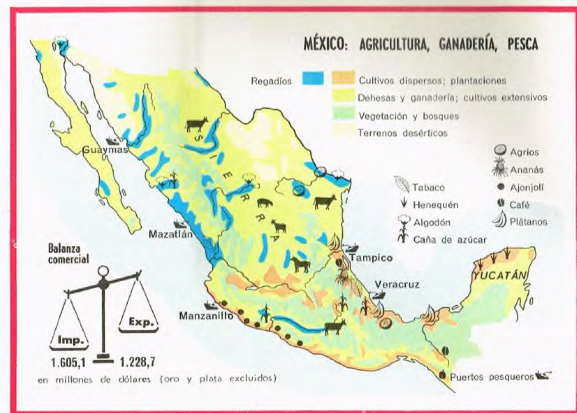 MÉXICO: AGRICULTURA, GANADERÍA, PESCA
Regadíos
Cultivos dispersos; plantaciones
Dehesas y ganadería; cultivos extensivos
Vegetación y bosques
Terrenos desérticos
Agrios
Ananás
Tabaco
Ajonjolí
Henequén
Café
Algodón
Plátanos
Caña de azúcar
Guaymas
SIERRA
Mazatlán
Tampico
Veracruz
YUCATÁN
Manzanillo
Puertos pesqueros
Balanza
comercial
Imp.
Exp.
1.605,1
1.228,7
en millones de dólares (oro y plata excluidos)